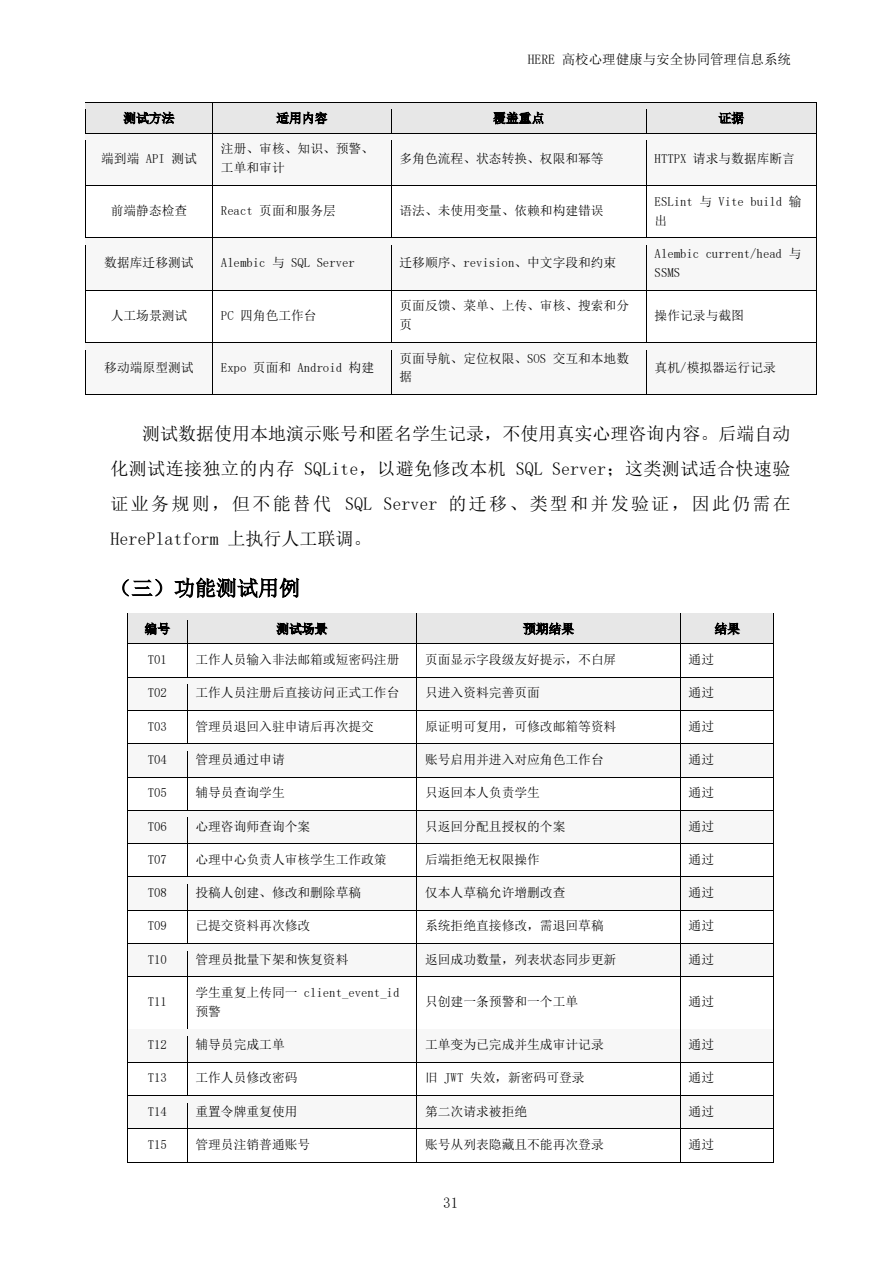 HERE 高校心理健康与安全协同管理信息系统
测试方法 适用内容 覆盖重点 证据
端到端 API 测试 注册、审核、知识、预警、 多角色流程、状态转换、权限和幂等 HTTPX 请求与数据库断言
工单和审计
前端静态检查 React 页面和服务层 语法、未使用变量、依赖和构建错误 ESLint 与 Vite build 输
出
数据库迁移测试 Alembic 与 SQL Server 迁移顺序、revision、中文字段和约束 Alembic current/head 与
SSMS
人工场景测试 PC 四角色工作台 页面反馈、菜单、上传、审核、搜索和分 操作记录与截图
页
移动端原型测试 Expo 页面和 Android 构建 页面导航、定位权限、SOS 交互和本地数 真机/模拟器运行记录
据
测试数据使用本地演示账号和匿名学生记录，不使用真实心理咨询内容。后端自动
化测试连接独立的内存 SQLite，以避免修改本机 SQL Server；这类测试适合快速验
证业务规则，但不能替代 SQL Server 的迁移、类型和并发验证，因此仍需在
HerePlatform 上执行人工联调。
（三）功能测试用例
编号 测试场景 预期结果 结果
T01 工作人员输入非法邮箱或短密码注册 页面显示字段级友好提示，不白屏 通过
T02 工作人员注册后直接访问正式工作台 只进入资料完善页面 通过
T03 管理员退回入驻申请后再次提交 原证明可复用，可修改邮箱等资料 通过
T04 管理员通过申请 账号启用并进入对应角色工作台 通过
T05 辅导员查询学生 只返回本人负责学生 通过
T06 心理咨询师查询个案 只返回分配且授权的个案 通过
T07 心理中心负责人审核学生工作政策 后端拒绝无权限操作 通过
T08 投稿人创建、修改和删除草稿 仅本人草稿允许增删改查 通过
T09 已提交资料再次修改 系统拒绝直接修改，需退回草稿 通过
T10 管理员批量下架和恢复资料 返回成功数量，列表状态同步更新 通过
T11 学生重复上传同一 client_event_id 只创建一条预警和一个工单 通过
预警
T12 辅导员完成工单 工单变为已完成并生成审计记录 通过
T13 工作人员修改密码 旧 JWT 失效，新密码可登录 通过
T14 重置令牌重复使用 第二次请求被拒绝 通过
T15 管理员注销普通账号 账号从列表隐藏且不能再次登录 通过
31